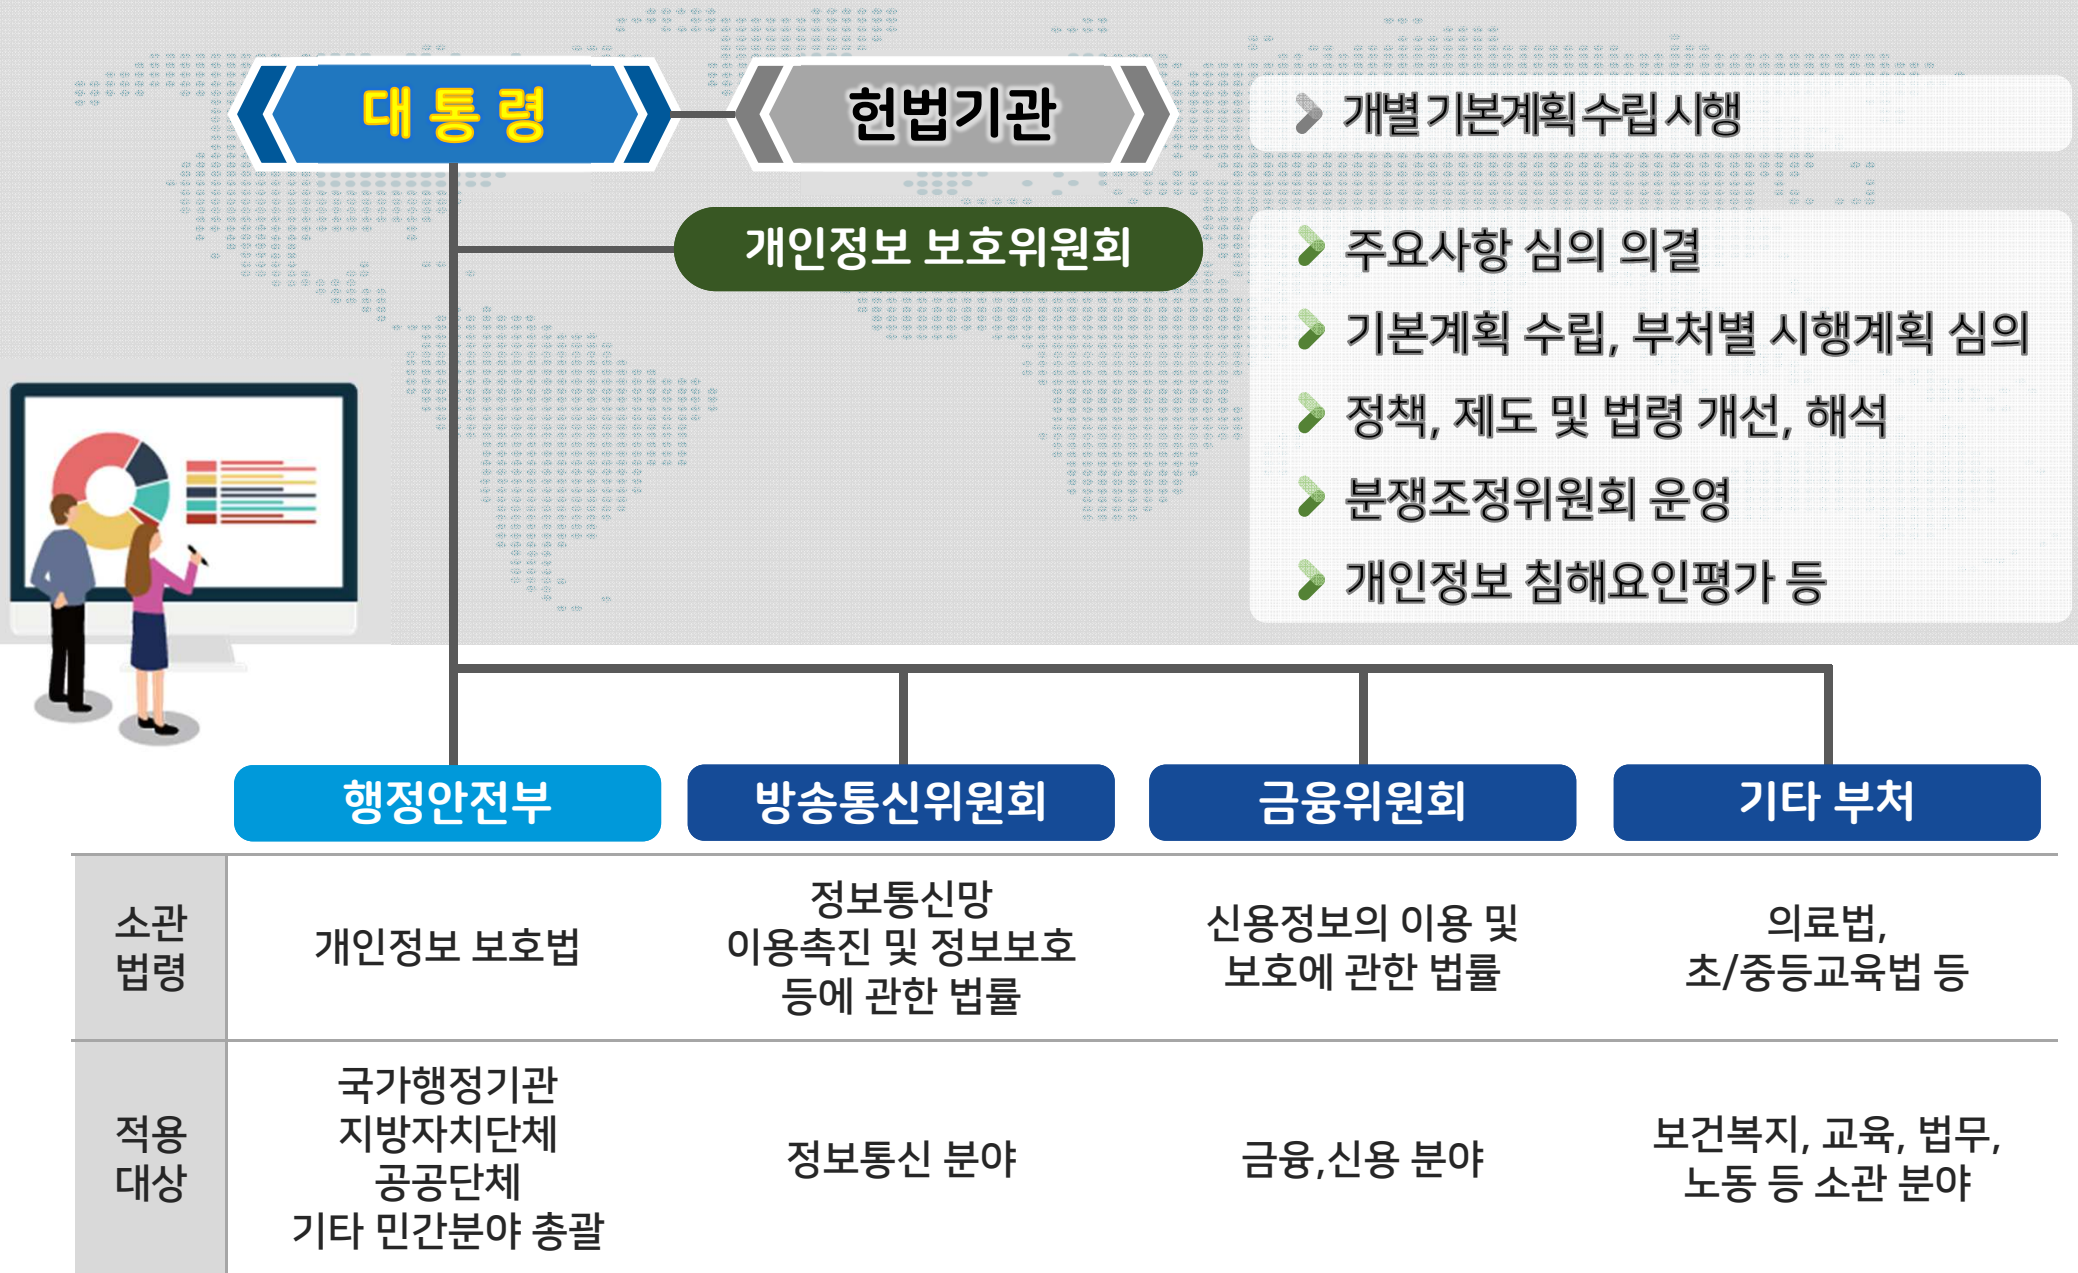 대통령
헌법기관
개별 기본계획 수립 시행
개인정보 보호위원회
주요사항 심의 의결
기본계획 수립, 부처별 시행계획 심의
정책, 제도 및 법령 개선, 해석
분쟁조정위원회 운영
개인정보 침해요인평가 등
행정안전부
방송통신위원회
금융위원회
기타 부처
소관
법령
개인정보 보호법
정보통신망
이용촉진 및 정보보호
등에 관한 법률
신용정보의 이용 및
보호에 관한 법률
의료법,
초/중등교육법 등
적용
대상
국가행정기관
지방자치단체
공공단체
기타 민간분야 총괄
정보통신 분야
금융,신용 분야
보건복지, 교육, 법무,
노동 등 소관 분야